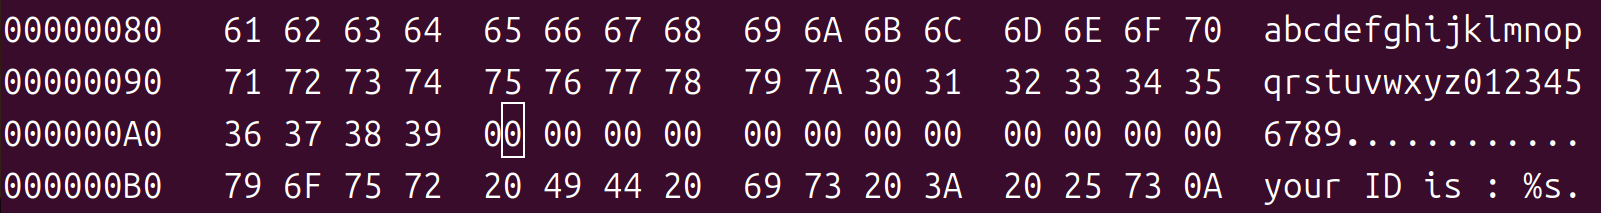 00000080 61 62 63 64 65 66 67 68 69 6A 6B 6C 6D 6E 6F 70 abcdefghijklmnop
00000090 71 72 73 74 75 76 77 78 79 7A 30 31 32 33 34 35 qrstuvwxyz012345
000000A0 36 37 38 39 00 00 00 00 00 00 00 00 00 00 00 00 6789............
000000B0 79 6F 75 72 20 49 44 20 69 73 20 3A 20 25 73 0A your ID is : %s.